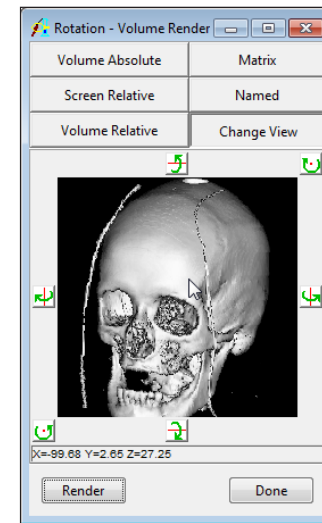 Rotation - Volume Render
Volume Absolute
Matrix
Screen Relative
Named
Volume Relative
Change View
X=-99.68 Y=2.65 Z=27.25
Render
Done